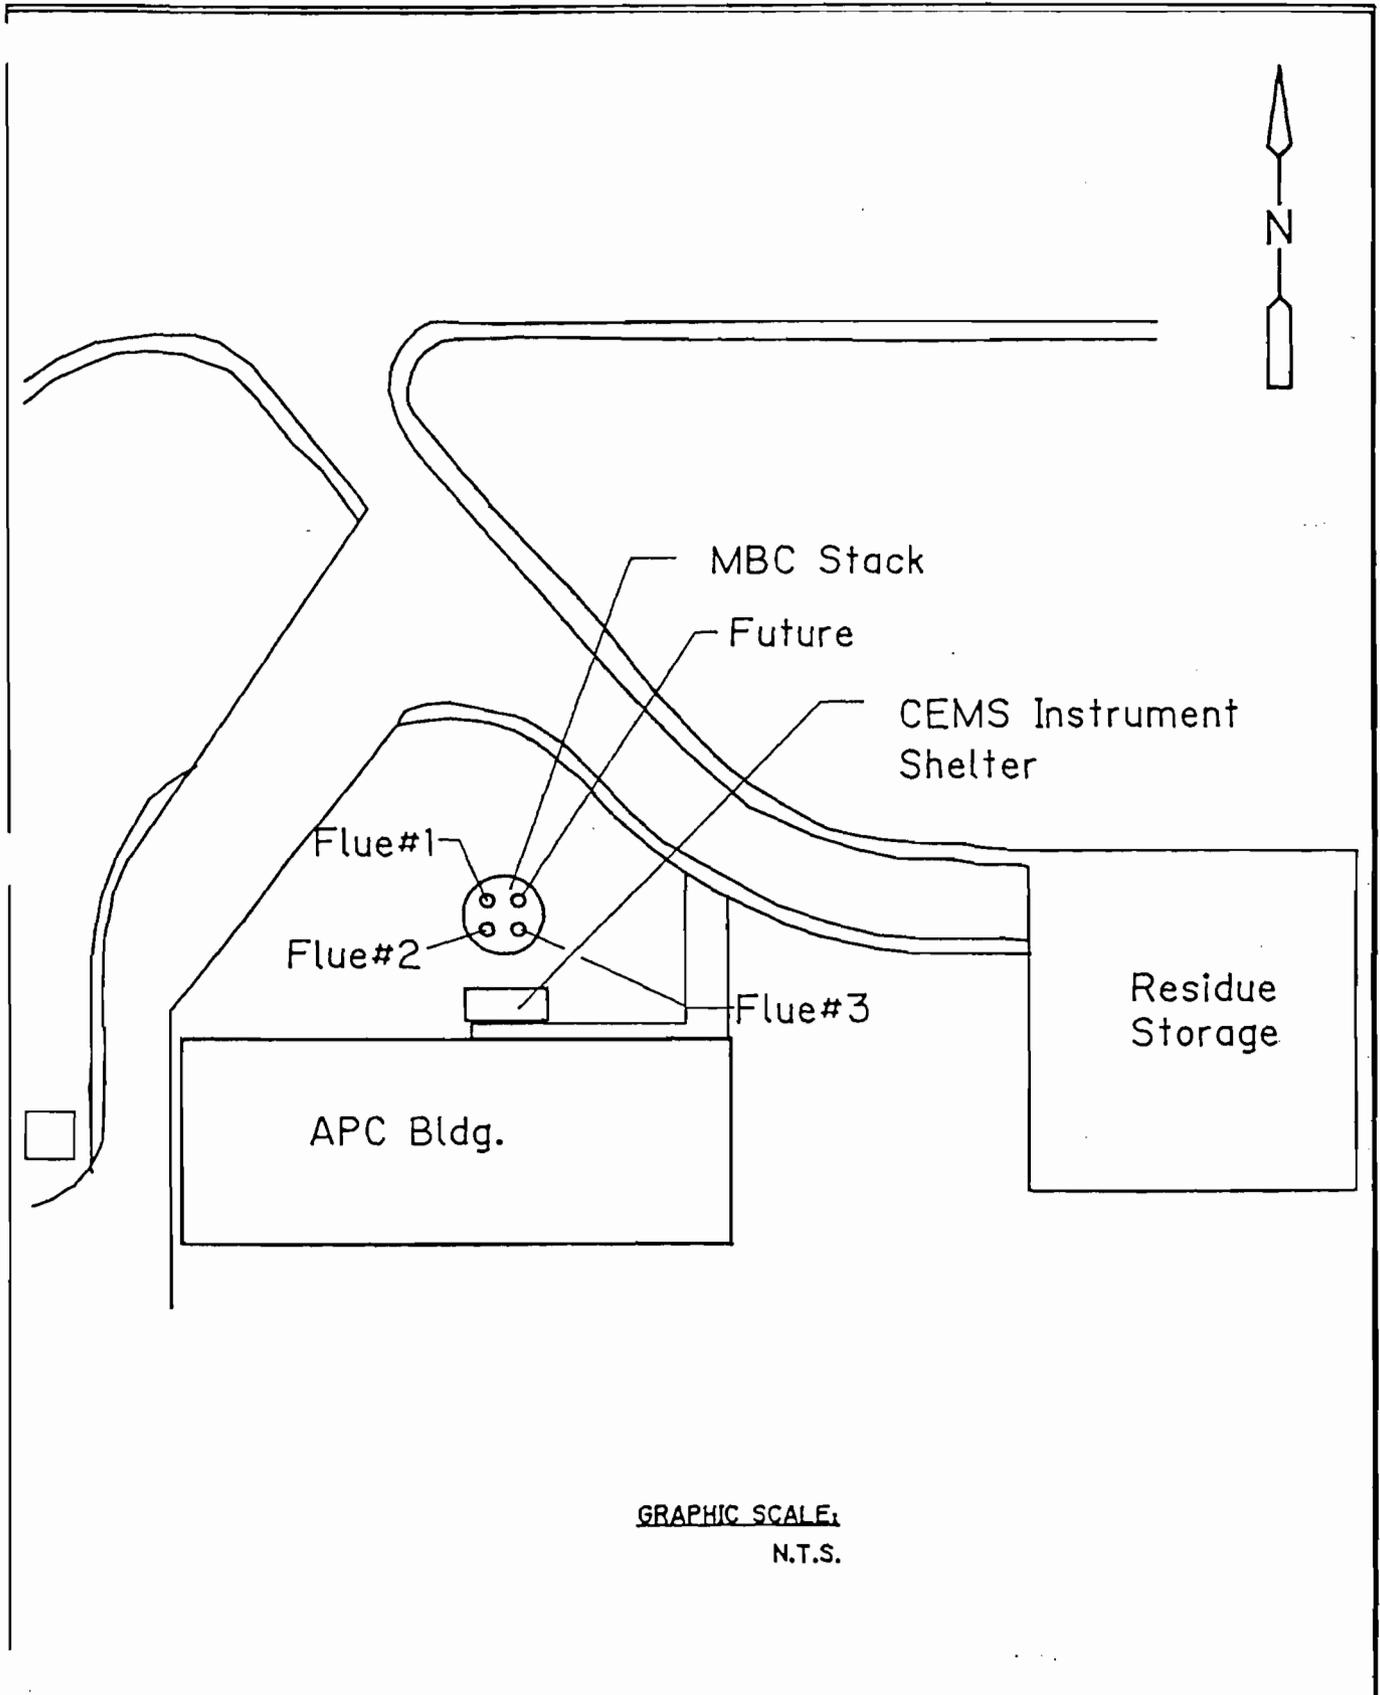 N
MBC Stack
Future
CEMS Instrument
Shelter
Flue#1
Flue#2
Flue#3
Residue
Storage
APC Bldg.
GRAPHIC SCALE:
N.T.S.